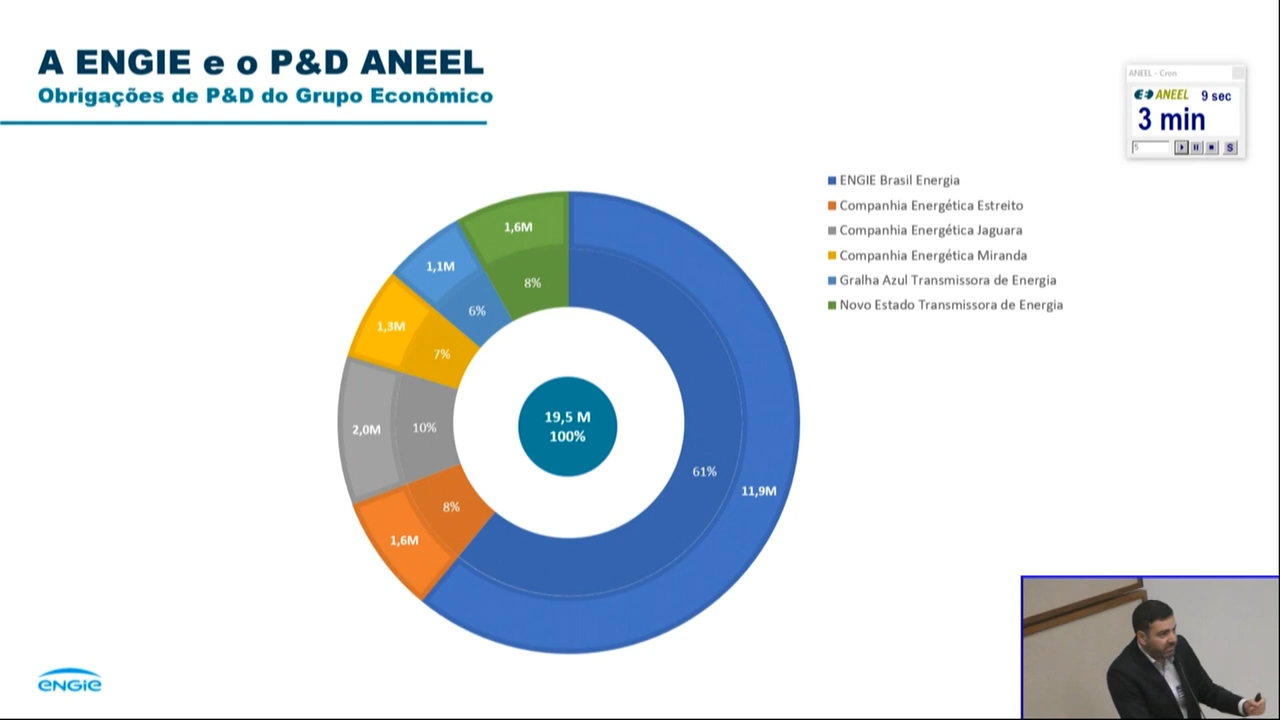 A ENGIE e o P&D ANEEL
Obrigações de P&D do Grupo Econômico
ANEEL - Cron
ANEEL 9 sec
3 min
5
S
ENGIE Brasil Energia
Companhia Energética Estreito
Companhia Energética Jaguara
Companhia Energética Miranda
Gralha Azul Transmissora de Energia
Novo Estado Transmissora de Energia
1,6M
8%
1,1M
6%
1,3M
7%
2,0M
10%
1,6M
8%
61%
11,9M
19,5 M
100%
ENGIE